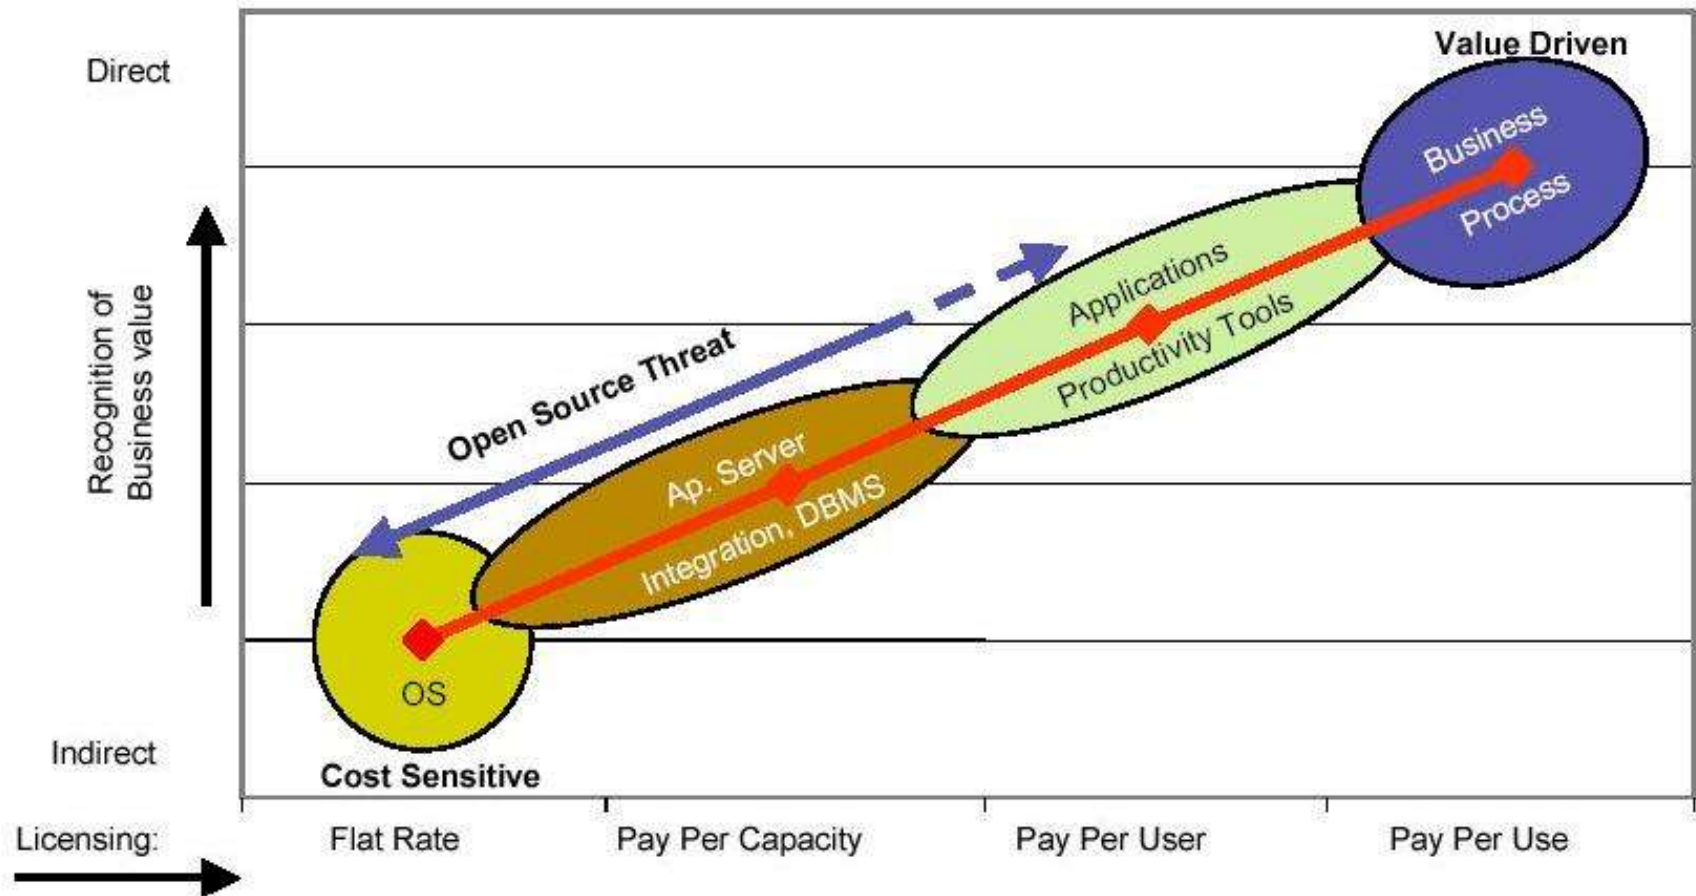 Value Driven
Direct
Business
Process
Applications
Productivity Tools
Recognition of
Business value
Open Source Threat
Ap. Server
Integration, DBMS
OS
Indirect
Cost Sensitive
Licensing:
Flat Rate
Pay Per Capacity
Pay Per User
Pay Per Use